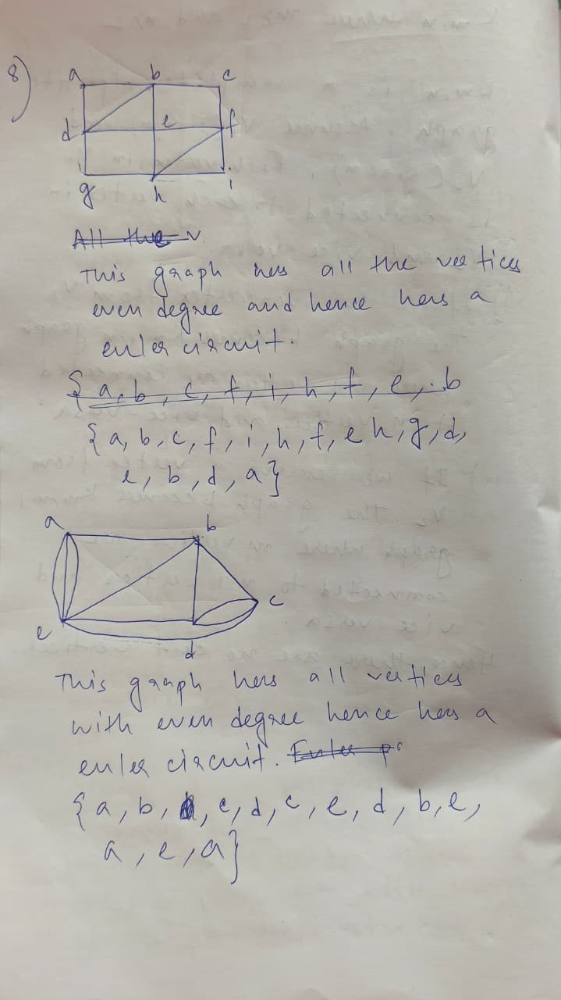 8)
a b c
d e f
g h i
All the v
This graph has all the vertices
even degree and hence has a
euler circuit.
{a, b, c, f, i, h, f, e, b
{a, b, c, f, i, h, f, e h, g, d,
e, b, d, a}
a b
e d c
This graph has all vertices
with even degree hence has a
euler circuit. Euler p
{a, b, c, d, c, e, d, b, e,
a, e, a}